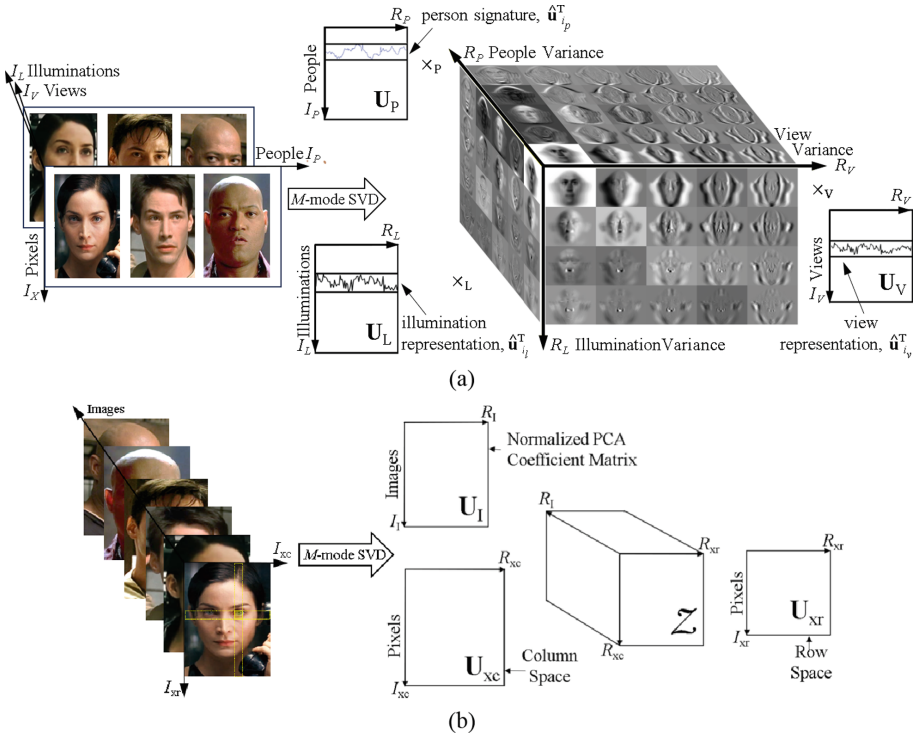 I_L Illuminations
I_V Views
People I_P
Pixels
I_X
M-mode SVD
R_P
People
I_P
U_P
person signature, û^T_{i_p}
×_P
R_L
Illuminations
I_L
U_L
illumination
representation, û^T_{i_l}
×_L
R_P People Variance
View
Variance
R_V
×_V
R_L IlluminationVariance
R_V
Views
I_V
U_V
view
representation, û^T_{i_v}
(a)
Images
I_xc
I_xr
M-mode SVD
R_I
Images
I_I
U_I
Normalized PCA
Coefficient Matrix
R_xc
Pixels
I_xc
U_xc
Column
Space
R_I
R_xr
R_xc
Z
R_xr
Pixels
I_xr
U_xr
Row
Space
(b)